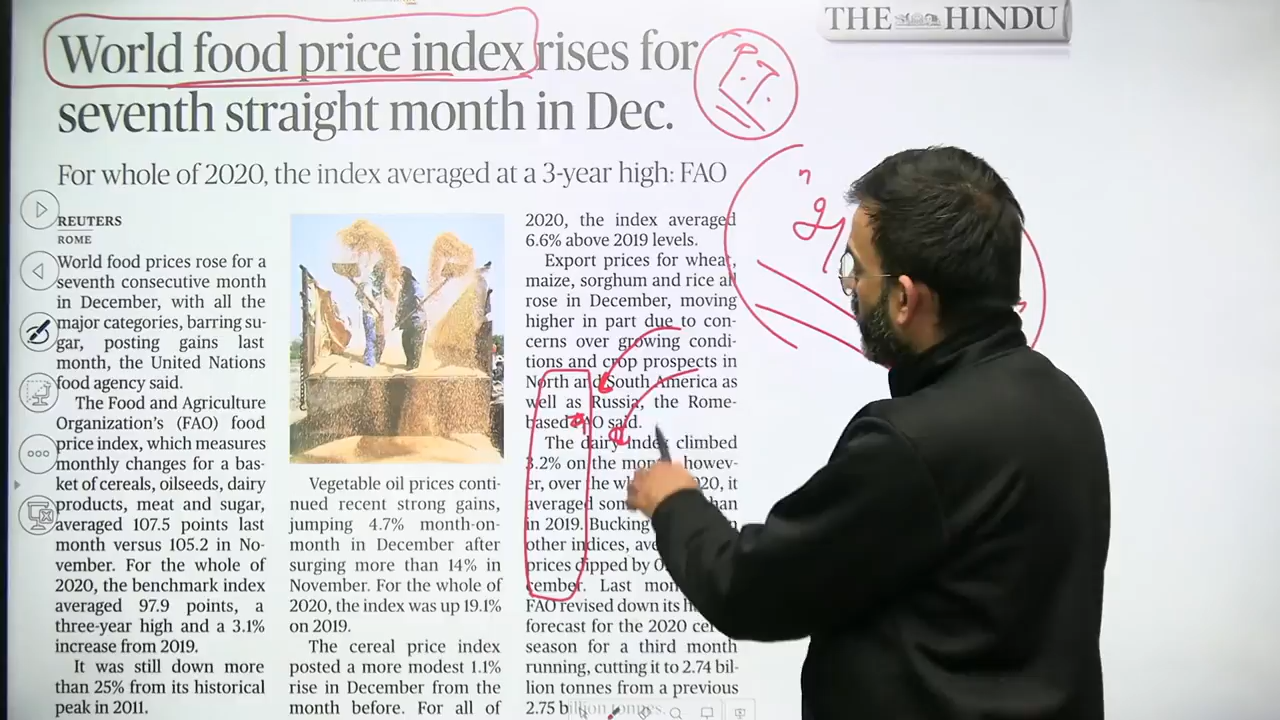 THE HINDU
World food price index rises for
seventh straight month in Dec.
P.T.
For whole of 2020, the index averaged at a 3-year high: FAO
REUTERS
ROME
World food prices rose for a
seventh consecutive month
in December, with all the
major categories, barring su-
gar, posting gains last
month, the United Nations
food agency said.
The Food and Agriculture
Organization's (FAO) food
price index, which measures
monthly changes for a bas-
ket of cereals, oilseeds, dairy
products, meat and sugar,
averaged 107.5 points last
month versus 105.2 in No-
vember. For the whole of
2020, the benchmark index
averaged 97.9 points, a
three-year high and a 3.1%
increase from 2019.
It was still down more
than 25% from its historical
peak in 2011.
Vegetable oil prices conti-
nued recent strong gains,
jumping 4.7% month-on-
month in December after
surging more than 14% in
November. For the whole of
2020, the index was up 19.1%
on 2019.
The cereal price index
posted a more modest 1.1%
rise in December from the
month before. For all of
2020, the index averaged
6.6% above 2019 levels.
Export prices for wheat,
maize, sorghum and rice all
rose in December, moving
higher in part due to con-
cerns over growing condi-
tions and crop prospects in
North and South America as
well as Russia, the Rome-
based FAO said.
The dairy index climbed
3.2% on the month, howev-
er, over the 2020, it
averaged than
in 2019. Bucking
other indices,
prices dipped by
cember. Last
FAO revised down its
forecast for the 2020
season for a third month
running, cutting it to 2.74 bil-
lion tonnes from a previous
2.75 billion tonnes.